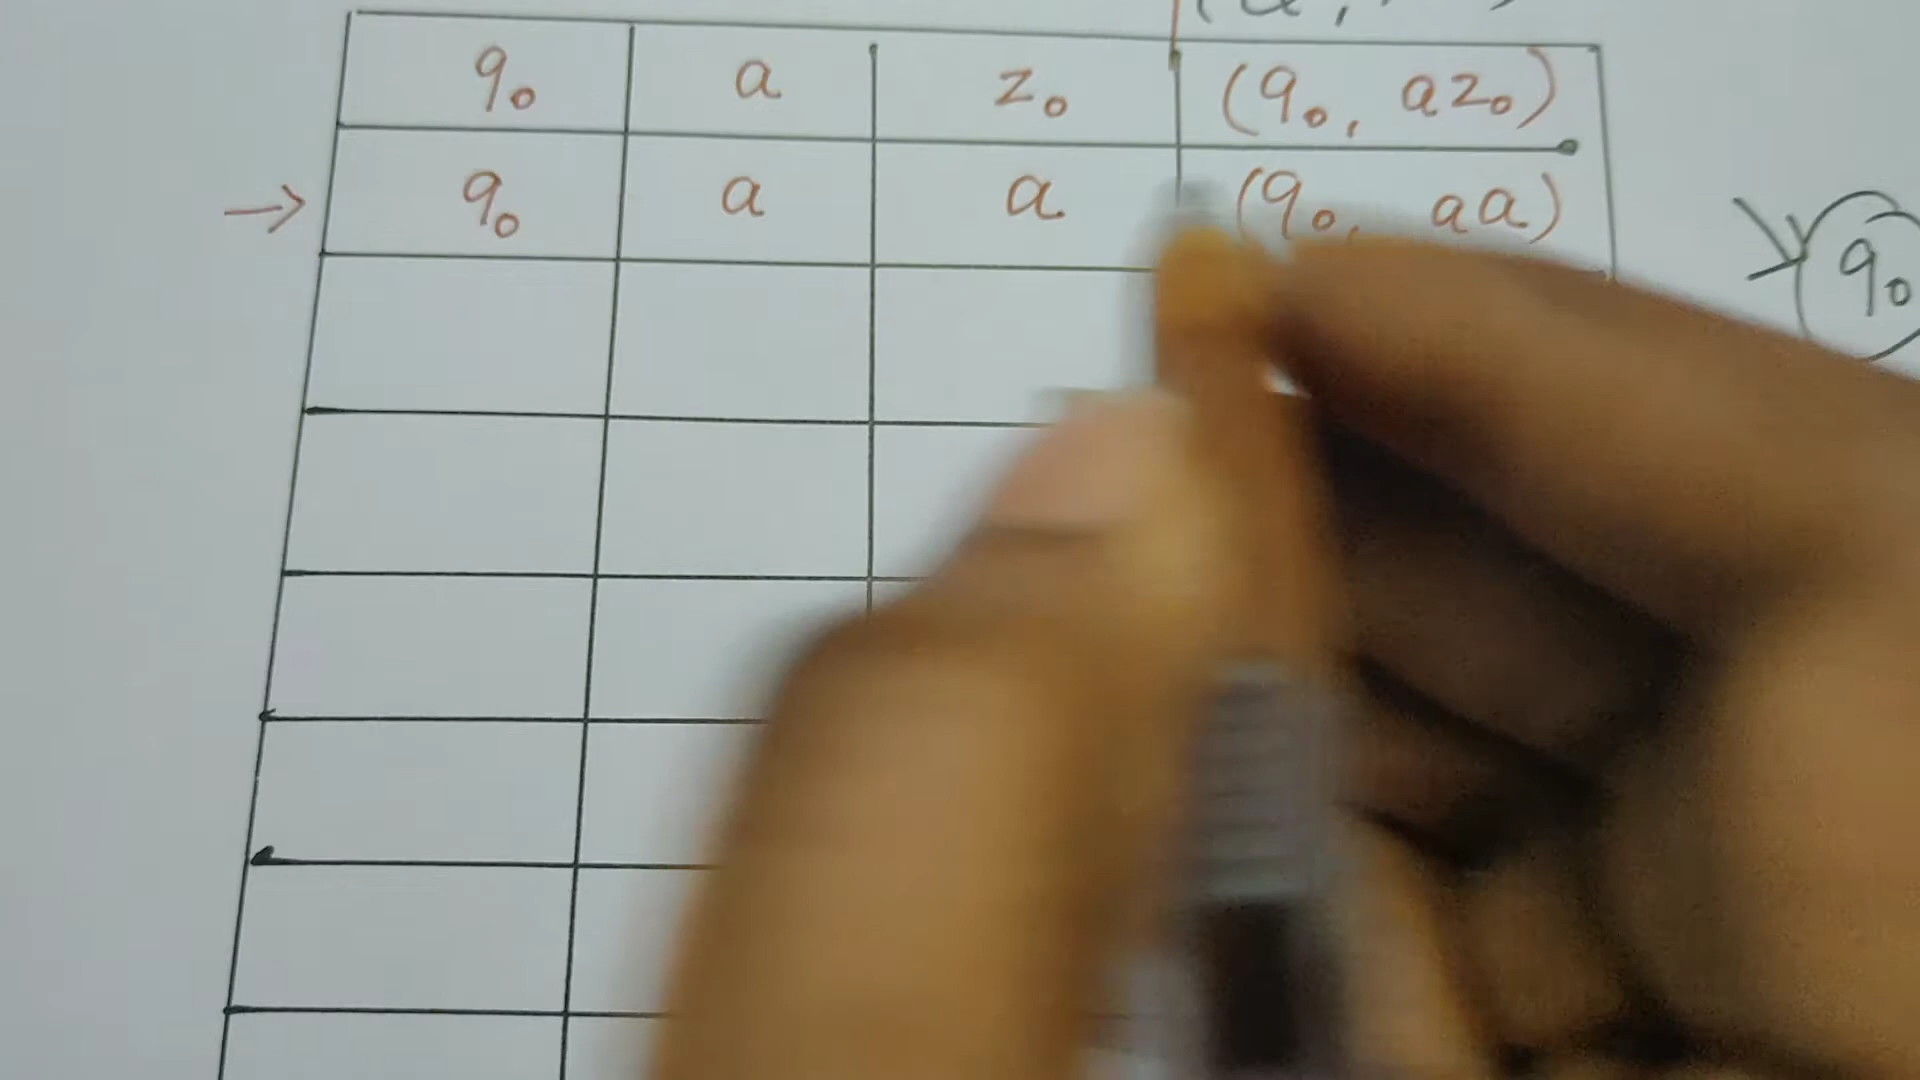 q₀ a z₀ (q₀, az₀)
→ q₀ a a (q₀, aa)
q₀